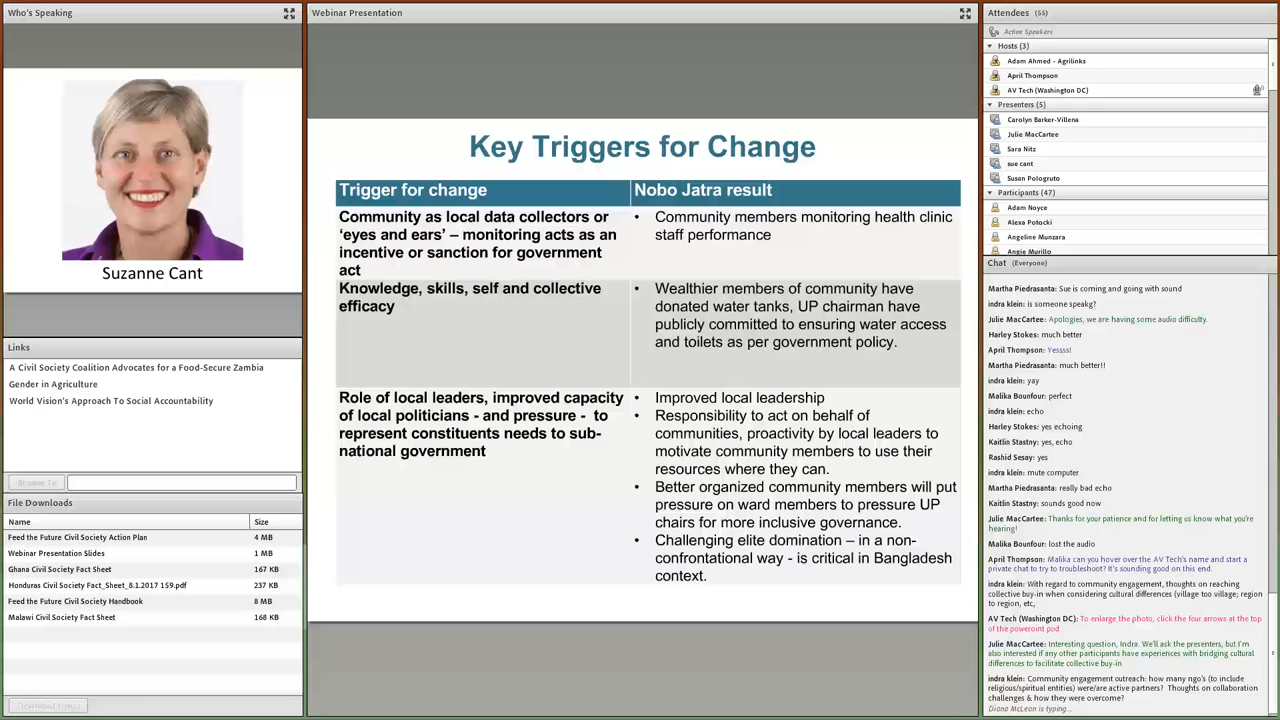 Who's Speaking
Suzanne Cant
Links
A Civil Society Coalition Advocates for a Food-Secure Zambia
Gender in Agriculture
World Vision's Approach To Social Accountability
Browse To
File Downloads
Name Size
Feed the Future Civil Society Action Plan 4 MB
Webinar Presentation Slides 1 MB
Ghana Civil Society Fact Sheet 167 KB
Honduras Civil Society Fact_Sheet_8.1.2017 159.pdf 237 KB
Feed the Future Civil Society Handbook 8 MB
Malawi Civil Society Fact Sheet 168 KB
Webinar Presentation
Key Triggers for Change
Trigger for change Nobo Jatra result
Community as local data collectors or
‘eyes and ears’ – monitoring acts as an
incentive or sanction for government
act
• Community members monitoring health clinic
staff performance
Knowledge, skills, self and collective
efficacy
• Wealthier members of community have
donated water tanks, UP chairman have
publicly committed to ensuring water access
and toilets as per government policy.
Role of local leaders, improved capacity
of local politicians - and pressure - to
represent constituents needs to sub-
national government
• Improved local leadership
• Responsibility to act on behalf of
communities, proactivity by local leaders to
motivate community members to use their
resources where they can.
• Better organized community members will put
pressure on ward members to pressure UP
chairs for more inclusive governance.
• Challenging elite domination – in a non-
confrontational way - is critical in Bangladesh
context.
Attendees (55)
Active Speakers
Hosts (3)
Adam Ahmed - Agrilinks
April Thompson
AV Tech (Washington DC)
Presenters (5)
Carolyn Barker-Villena
Julie MacCartee
Sara Nitz
sue cant
Susan Pologruto
Participants (47)
Adam Noyce
Alexa Potocki
Angeline Munzara
Angie Murillo
Chat (Everyone)
Martha Piedrasanta: Sue is coming and going with sound
indra klein: is someone speakg?
Julie MacCartee: Apologies, we are having some audio difficulty.
Harley Stokes: much better
April Thompson: Yessss!
Martha Piedrasanta: much better!!
indra klein: yay
Malika Bounfour: perfect
indra klein: echo
Harley Stokes: yes echoing
Kaitlin Stastny: yes, echo
Rashid Sesay: yes
indra klein: mute computer
Martha Piedrasanta: really bad echo
Kaitlin Stastny: sounds good now
Julie MacCartee: Thanks for your patience and for letting us know what you're
hearing!
Malika Bounfour: lost the audio
April Thompson: Malika can you hover over the AV Tech's name and start a
private chat to try to troubleshoot? It's sounding good on this end.
indra klein: With regard to community engagement, thoughts on reaching
collective buy-in when considering cultural differences (village too village; region
to region, etc,
AV Tech (Washington DC): To enlarge the photo, click the four arrows at the top
of the poweroint pod
Julie MacCartee: Interesting question, Indra. We'll ask the presenters, but I'm
also interested if any other participants have experiences with bridging cultural
differences to facilitate collective buy-in
indra klein: Community engagement outreach: how many ngo's (to include
religious/spiritual entities) were/are active partners? Thoughts on collaboration
challenges & how they were overcome?
Diana McLean is typing...